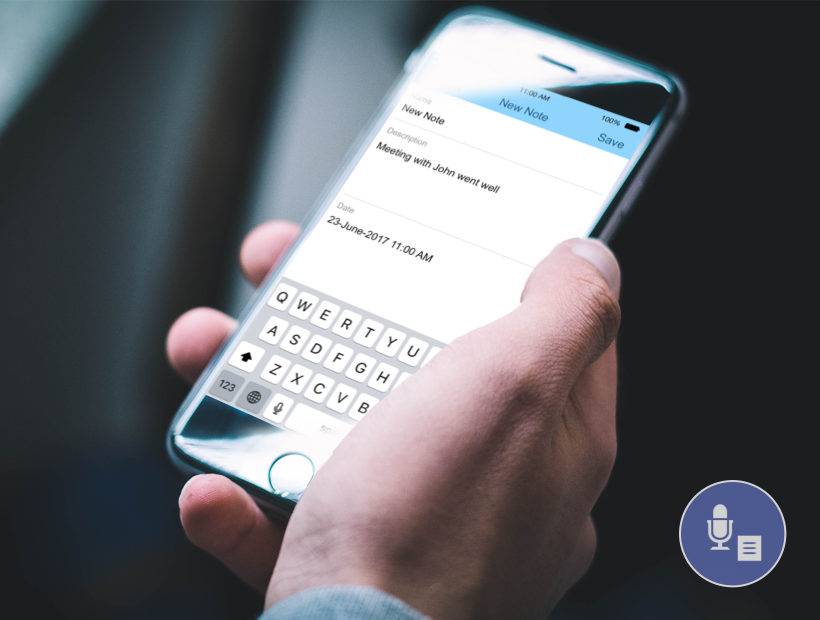 11:00 AM
100%
New Note
Save
Name
New Note
Description
Meeting with John went well
Date
23-June-2017 11:00 AM
Q W E R T Y U
A S D F G H
Z X C V B
123